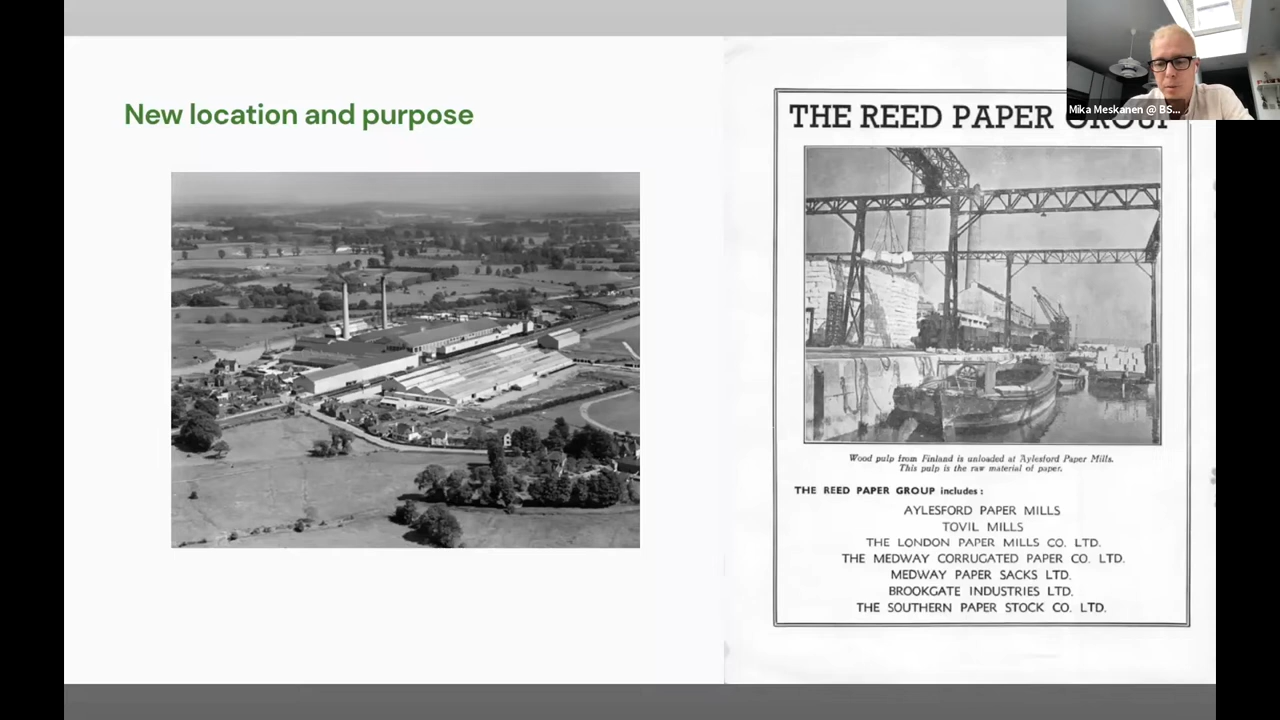 New location and purpose
THE REED PAPER GROUP
Mika Meskanen @ BS...
Wood pulp from Finland is unloaded at Aylesford Paper Mills.
This pulp is the raw material of paper.
THE REED PAPER GROUP includes:
AYLESFORD PAPER MILLS
TOVIL MILLS
THE LONDON PAPER MILLS CO. LTD.
THE MEDWAY CORRUGATED PAPER CO. LTD.
MEDWAY PAPER SACKS LTD.
BROOKGATE INDUSTRIES LTD.
THE SOUTHERN PAPER STOCK CO. LTD.